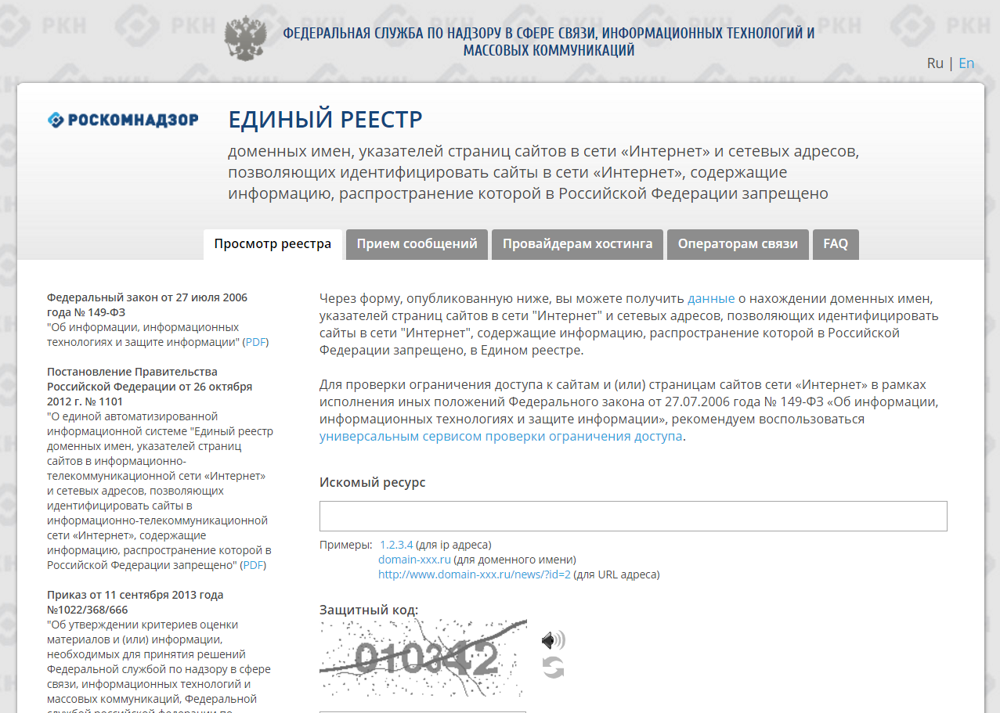 ФЕДЕРАЛЬНАЯ СЛУЖБА ПО НАДЗОРУ В СФЕРЕ СВЯЗИ, ИНФОРМАЦИОННЫХ ТЕХНОЛОГИЙ И
МАССОВЫХ КОММУНИКАЦИЙ
Ru | En
РОСКОМНАДЗОР
ЕДИНЫЙ РЕЕСТР
доменных имен, указателей страниц сайтов в сети «Интернет» и сетевых адресов,
позволяющих идентифицировать сайты в сети «Интернет», содержащие
информацию, распространение которой в Российской Федерации запрещено
Просмотр реестра
Прием сообщений
Провайдерам хостинга
Операторам связи
FAQ
Федеральный закон от 27 июля 2006
года № 149-ФЗ
"Об информации, информационных
технологиях и защите информации" (PDF)
Постановление Правительства
Российской Федерации от 26 октября
2012 г. № 1101
"О единой автоматизированной
информационной системе "Единый реестр
доменных имен, указателей страниц
сайтов в информационно-
телекоммуникационной сети «Интернет»
и сетевых адресов, позволяющих
идентифицировать сайты в
информационно-телекоммуникационной
сети «Интернет», содержащие
информацию, распространение которой в
Российской Федерации запрещено" (PDF)
Приказ от 11 сентября 2013 года
№1022/368/666
"Об утверждении критериев оценки
материалов и (или) информации,
необходимых для принятия решений
Федеральной службой по надзору в сфере
связи, информационных технологий и
массовых коммуникаций, Федеральной
службой российской федерации по
Через форму, опубликованную ниже, вы можете получить данные о нахождении доменных имен,
указателей страниц сайтов в сети "Интернет" и сетевых адресов, позволяющих идентифицировать
сайты в сети "Интернет", содержащие информацию, распространение которой в Российской
Федерации запрещено, в Едином реестре.
Для проверки ограничения доступа к сайтам и (или) страницам сайтов сети «Интернет» в рамках
исполнения иных положений Федерального закона от 27.07.2006 года № 149-ФЗ «Об информации,
информационных технологиях и защите информации», рекомендуем воспользоваться
универсальным сервисом проверки ограничения доступа.
Искомый ресурс
Примеры: 1.2.3.4 (для ip адреса)
domain-xxx.ru (для доменного имени)
http://www.domain-xxx.ru/news/?id=2 (для URL адреса)
Защитный код:
010342